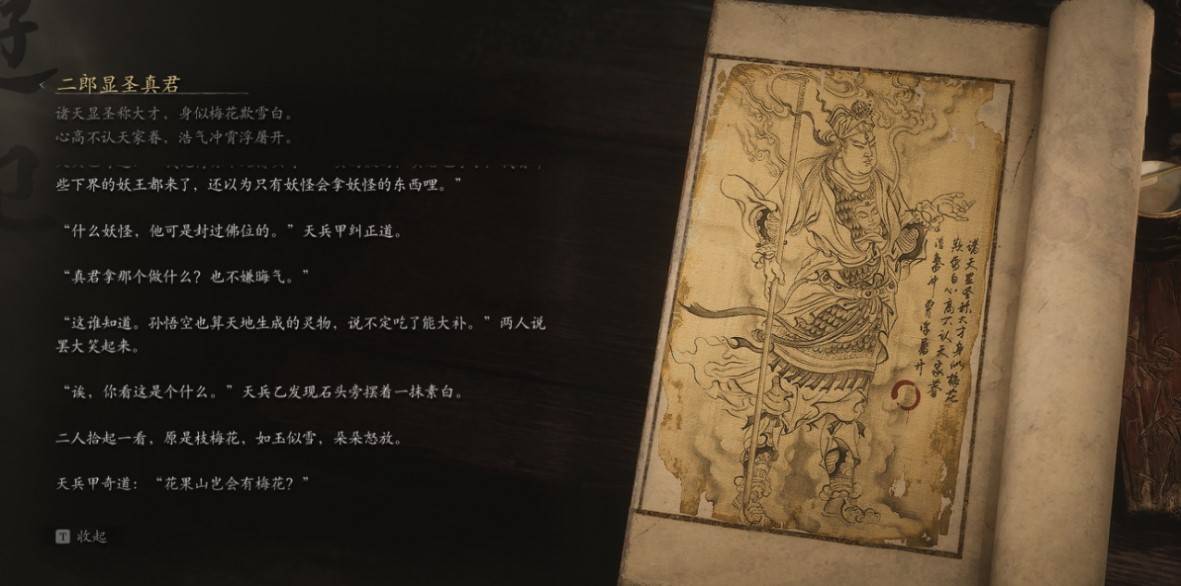 二郎显圣真君
诸天显圣称大才，身似梅花欺雪白。
心高不认天家眷，浩气冲霄浮屠开。
些下界的妖王都来了，还以为只有妖怪会拿妖怪的东西哩。”
“什么妖怪，他可是封过佛位的。”天兵甲纠正道。
“真君拿那个做什么？也不嫌晦气。”
“这谁知道。孙悟空也算天地生成的灵物，说不定吃了能大补。”两人说
罢大笑起来。
“诶，你看这是个什么。”天兵乙发现石头旁摆着一抹素白。
二人拾起一看，原是枝梅花，如玉似雪，朵朵怒放。
天兵甲奇道：“花果山岂会有梅花？”
T 收起
诸天显圣称大才身似梅花
欺雪白心高不认天家眷
浩气冲霄浮屠开